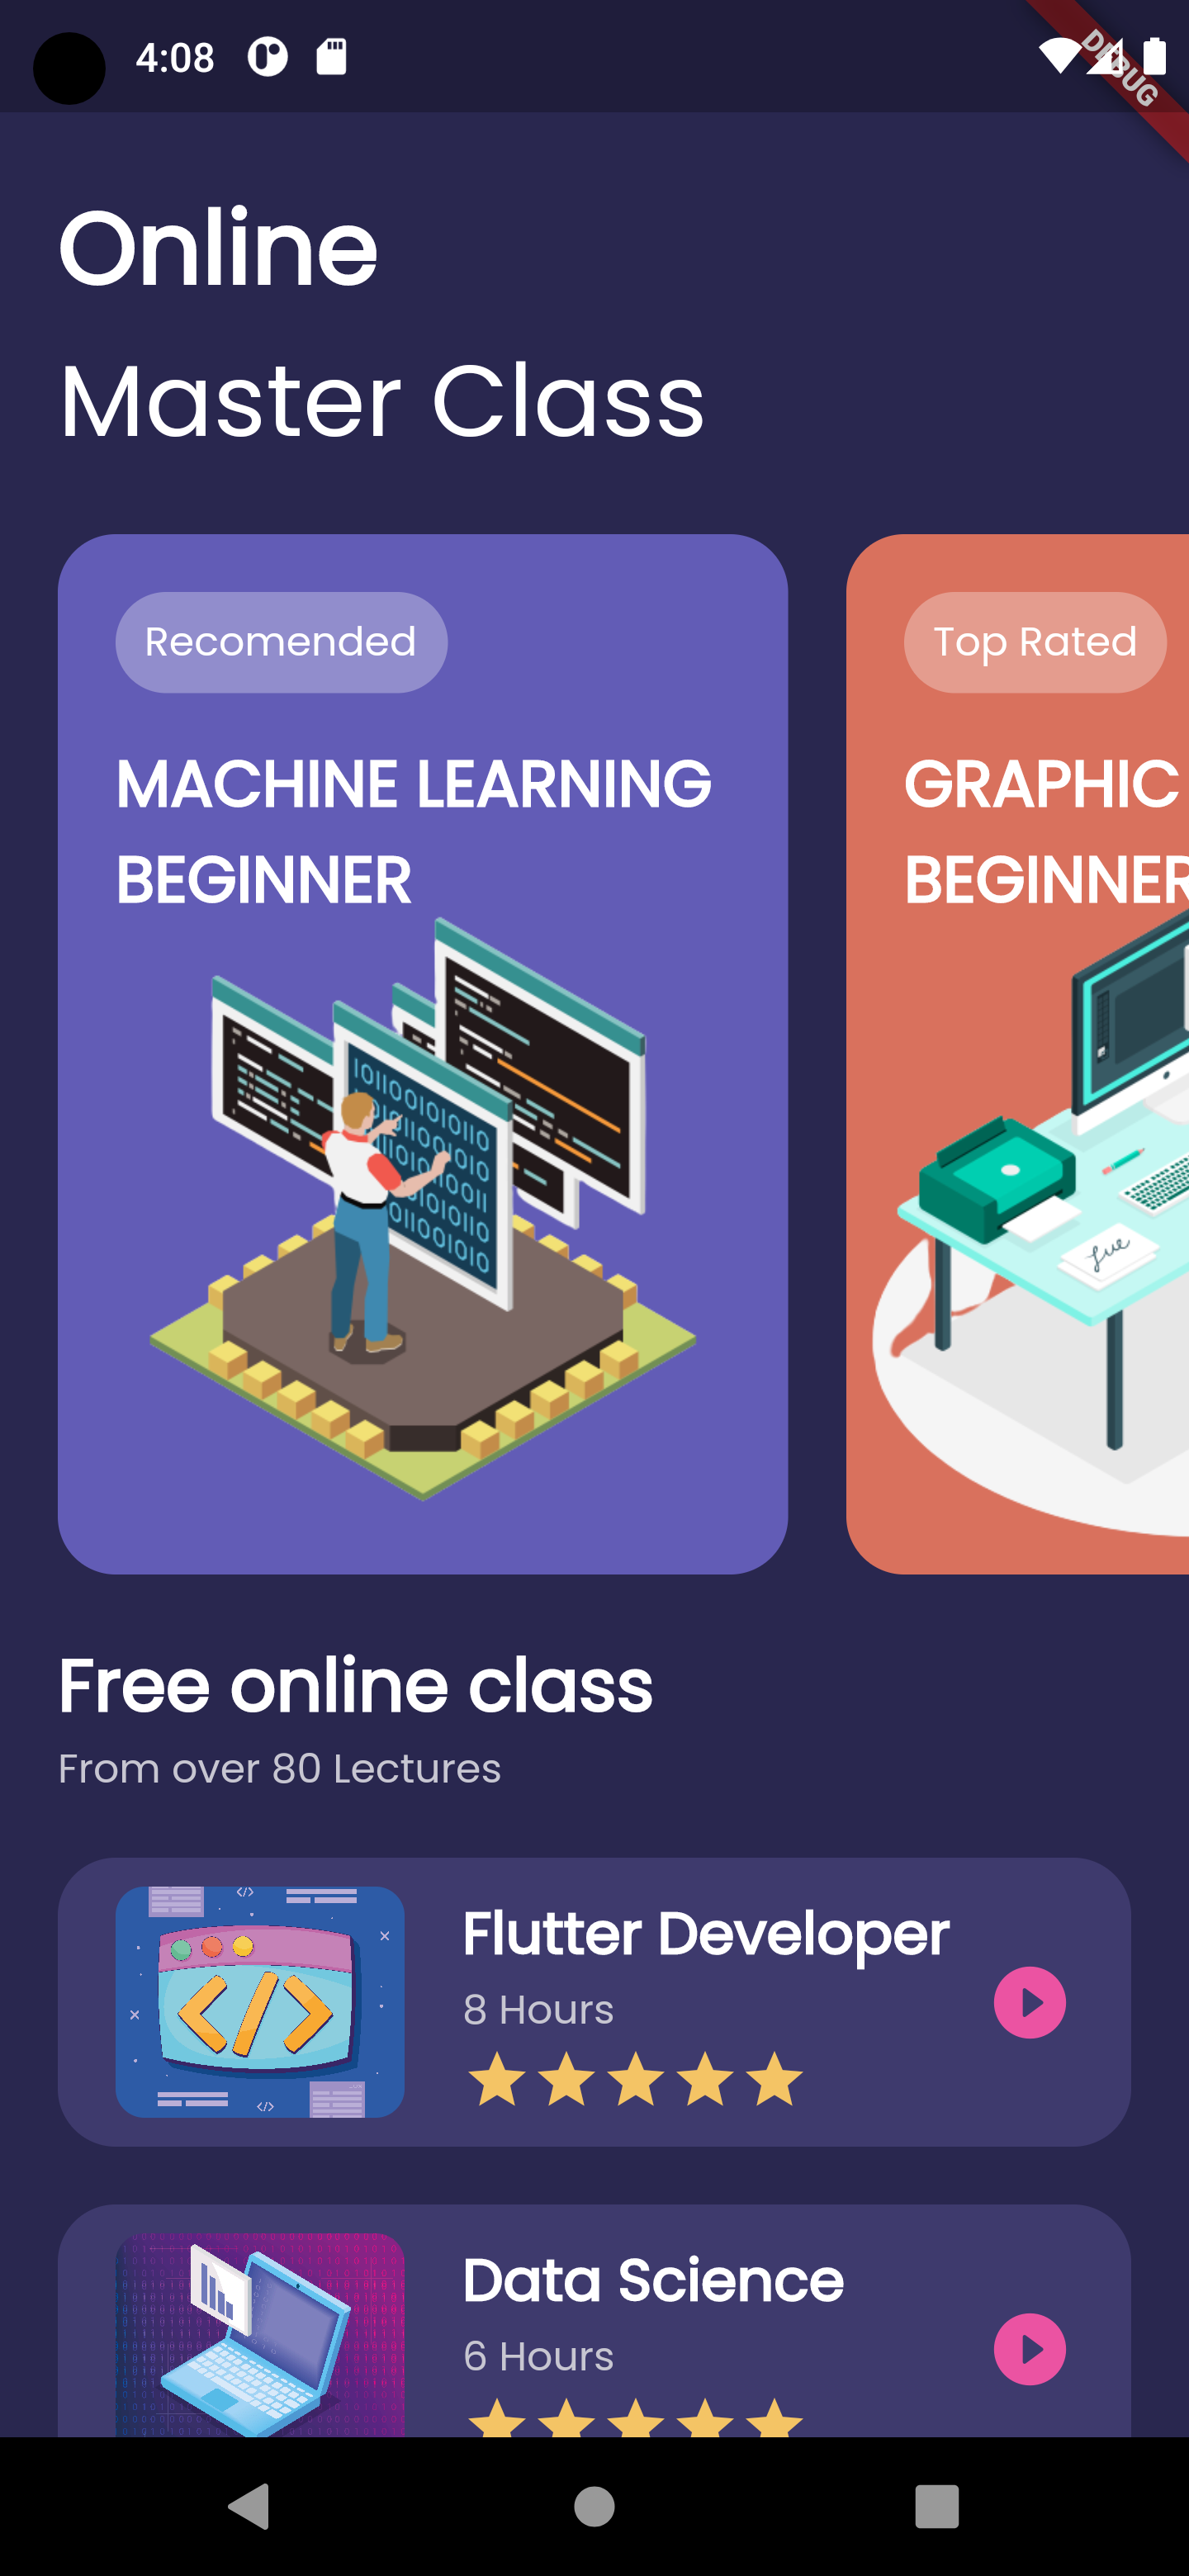 4:08
DEBUG
Online
Master Class
Recomended
Top Rated
MACHINE LEARNING
BEGINNER
GRAPHIC
BEGINNER
Free online class
From over 80 Lectures
Flutter Developer
8 Hours
Data Science
6 Hours